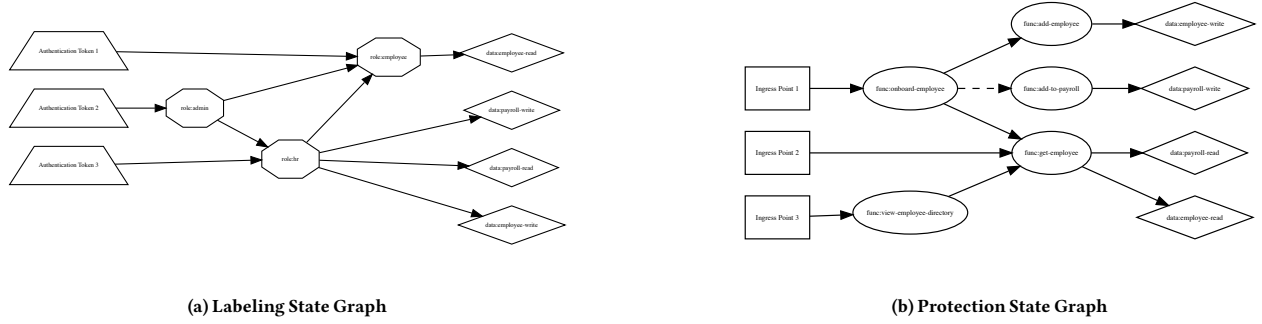 Authentication Token 1
Authentication Token 2
Authentication Token 3
role:admin
role:employee
role:hr
data:employee-read
data:payroll-write
data:payroll-read
data:employee-write
(a) Labeling State Graph
Ingress Point 1
Ingress Point 2
Ingress Point 3
func:onboard-employee
func:view-employee-directory
func:add-employee
func:add-to-payroll
func:get-employee
data:employee-write
data:payroll-write
data:payroll-read
data:employee-read
(b) Protection State Graph